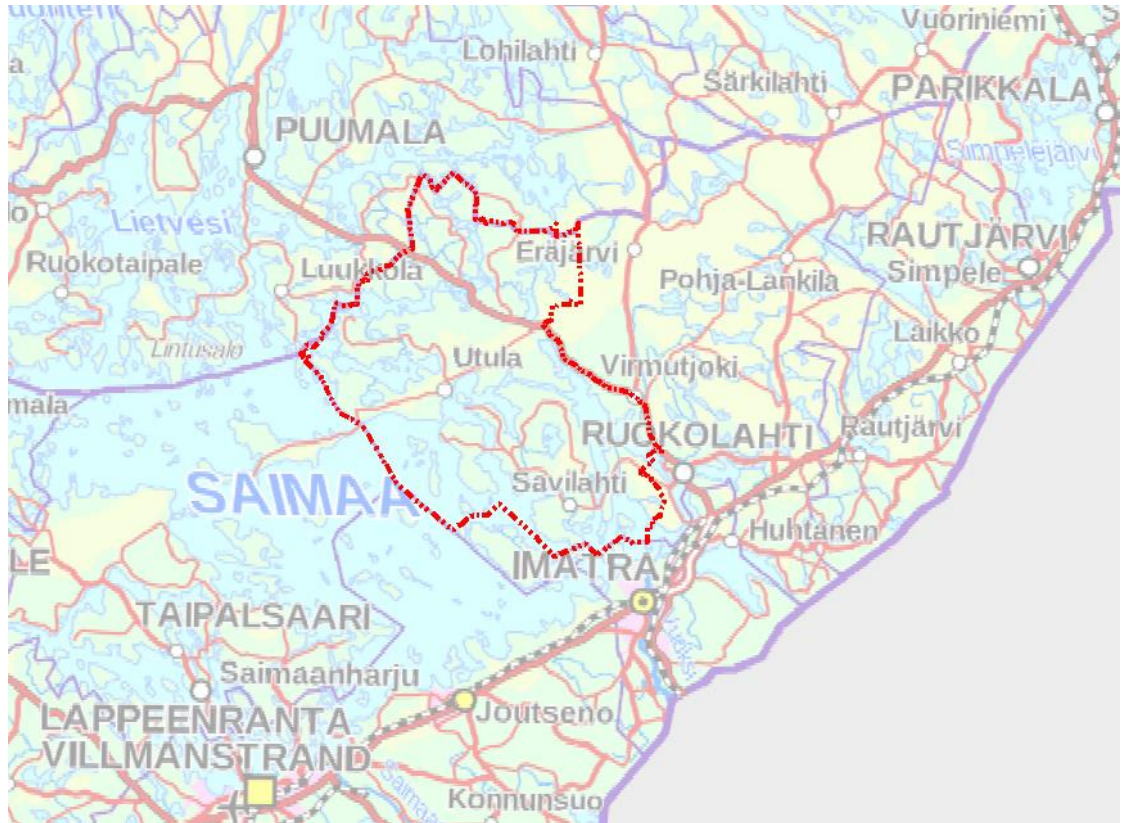 Vuoriniemi
Lohilahti
Särkilahti
PARIKKALA
PUUMALA
Simpelejärvi
Lietvesi
RAUTJÄRVI
Ruokotaipale
Luukkola
Eräjärvi
Pohja-Lankila
Simpele
Lintusalo
Utula
Virmutjoki
Laikko
mala
RUOKOLAHTI
Rautjärvi
SAIMAA
Savilahti
Huhtanen
LE
IMATRA
TAIPALSAARI
Vuoksi
Saimaanharju
LAPPEENRANTA
Joutseno
VILLMANSTRAND
Konnunsuo